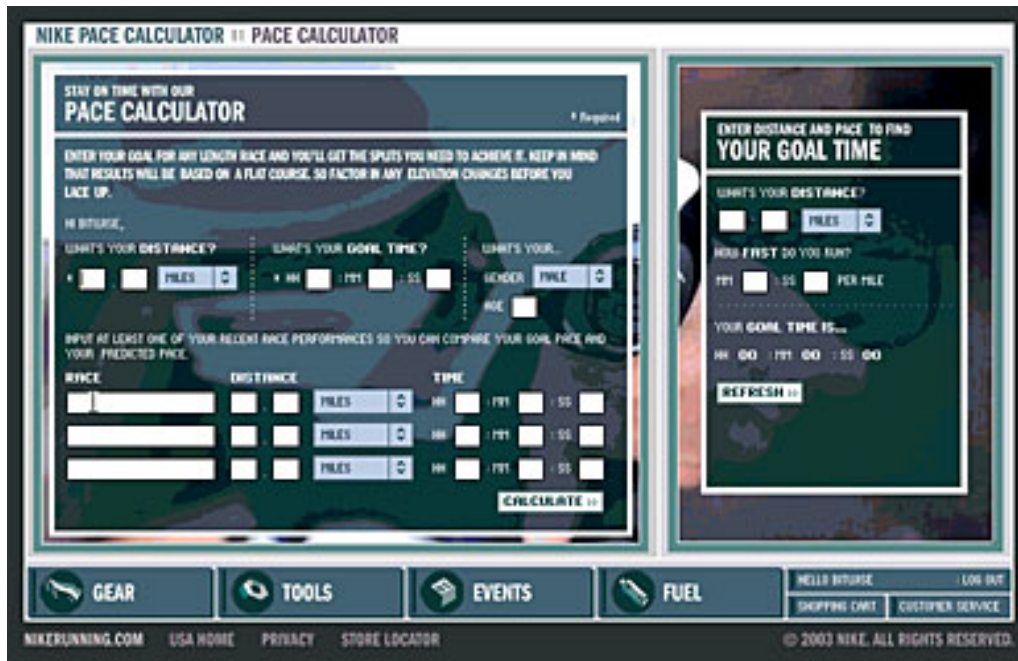 NIKE PACE CALCULATOR :: PACE CALCULATOR
STAY ON TIME WITH OUR
PACE CALCULATOR
* Required
ENTER YOUR GOAL FOR ANY LENGTH RACE AND YOU'LL GET THE SPLITS YOU NEED TO ACHIEVE IT. KEEP IN MIND
THAT RESULTS WILL BE BASED ON A FLAT COURSE. SO FACTOR IN ANY ELEVATION CHANGES BEFORE YOU
LACE UP.
HI BITURSE,
WHAT'S YOUR DISTANCE? WHAT'S YOUR GOAL TIME? WHAT'S YOUR...
* . MILES * HH : MM : SS GENDER MALE
AGE
INPUT AT LEAST ONE OF YOUR RECENT RACE PERFORMANCES SO YOU CAN COMPARE YOUR GOAL PACE AND
YOUR PREDICTED PACE.
RACE DISTANCE TIME
. MILES HH : MM : SS
. MILES HH : MM : SS
. MILES HH : MM : SS
CALCULATE
ENTER DISTANCE AND PACE TO FIND
YOUR GOAL TIME
WHAT'S YOUR DISTANCE?
. MILES
HOW FAST DO YOU RUN?
MM : SS PER MILE
YOUR GOAL TIME IS...
HH 00 : MM 00 : SS 00
REFRESH
GEAR TOOLS EVENTS FUEL
HELLO BITURSE : LOG OUT
SHOPPING CART CUSTOMER SERVICE
NIKERUNNING.COM USA HOME PRIVACY STORE LOCATOR © 2003 NIKE. ALL RIGHTS RESERVED.